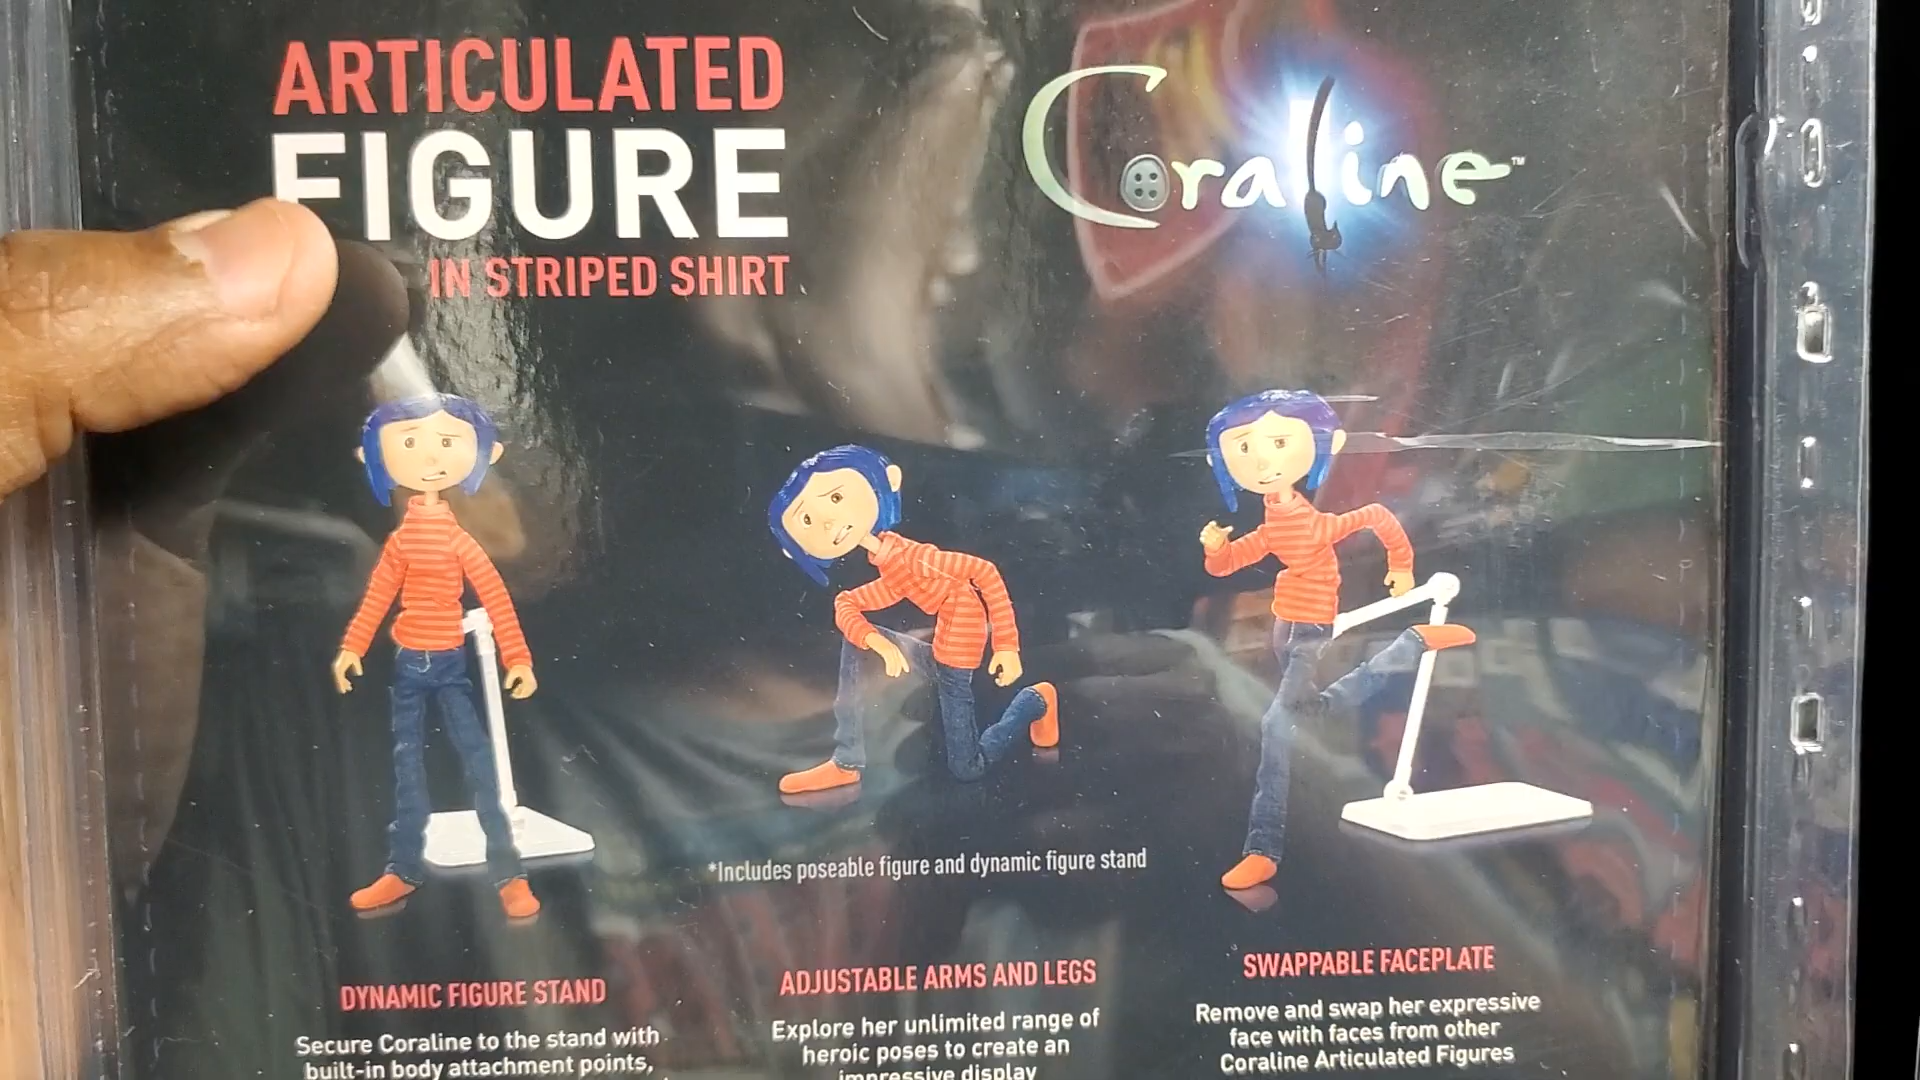 ARTICULATED
FIGURE
IN STRIPED SHIRT
Coraline™
*Includes poseable figure and dynamic figure stand
DYNAMIC FIGURE STAND
Secure Coraline to the stand with
built-in body attachment points,
ADJUSTABLE ARMS AND LEGS
Explore her unlimited range of
heroic poses to create an
impressive display
SWAPPABLE FACEPLATE
Remove and swap her expressive
face with faces from other
Coraline Articulated Figures